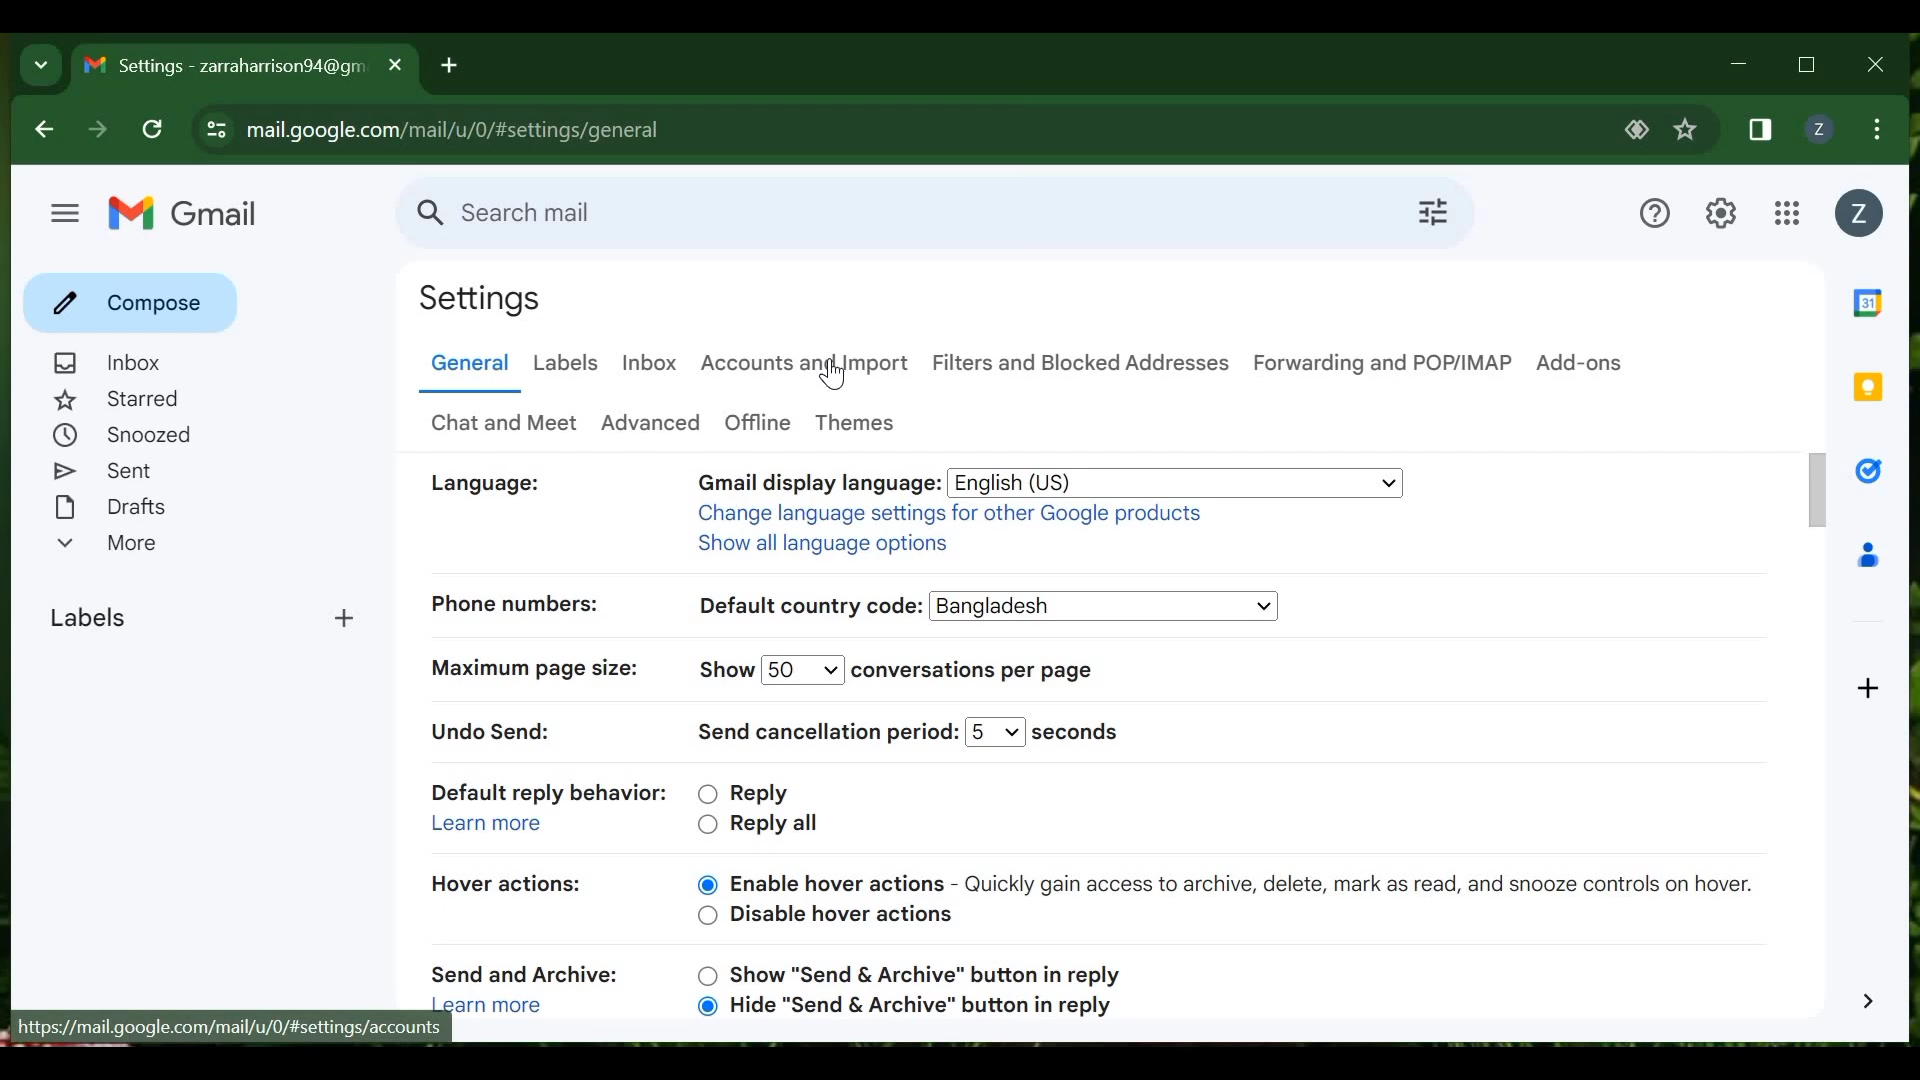 Settings - zarraharrison94@gm
mail.google.com/mail/u/0/#settings/general
Z
Gmail
Search mail
Z
Compose
Inbox
Starred
Snoozed
Sent
Drafts
More
Labels
Settings
General Labels Inbox Accounts and Import Filters and Blocked Addresses Forwarding and POP/IMAP Add-ons
Chat and Meet Advanced Offline Themes
Language: Gmail display language: English (US)
Change language settings for other Google products
Show all language options
Phone numbers: Default country code: Bangladesh
Maximum page size: Show 50 conversations per page
Undo Send: Send cancellation period: 5 seconds
Default reply behavior: Reply
Learn more Reply all
Hover actions: Enable hover actions - Quickly gain access to archive, delete, mark as read, and snooze controls on hover.
Disable hover actions
Send and Archive: Show "Send & Archive" button in reply
Learn more Hide "Send & Archive" button in reply
31
https://mail.google.com/mail/u/0/#settings/accounts